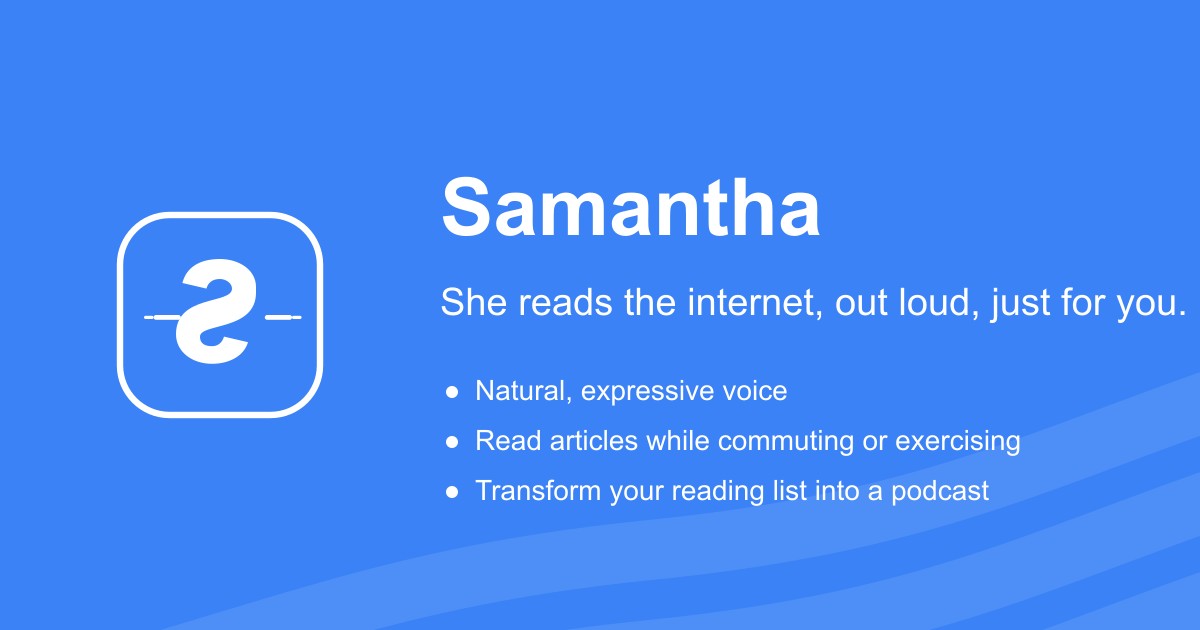 Samantha
She reads the internet, out loud, just for you.
● Natural, expressive voice
● Read articles while commuting or exercising
● Transform your reading list into a podcast